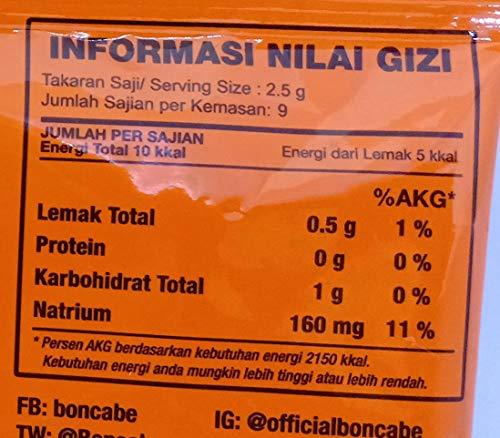 INFORMASI NILAI GIZI
Takaran Saji/ Serving Size : 2.5 g
Jumlah Sajian per Kemasan: 9
JUMLAH PER SAJIAN
Energi Total 10 kkal Energi dari Lemak 5 kkal
%AKG*
Lemak Total 0.5 g 1 %
Protein 0 g 0 %
Karbohidrat Total 1 g 0 %
Natrium 160 mg 11 %
* Persen AKG berdasarkan kebutuhan energi 2150 kkal.
Kebutuhan energi anda mungkin lebih tinggi atau lebih rendah.
FB: boncabe IG: @officialboncabe
TW: